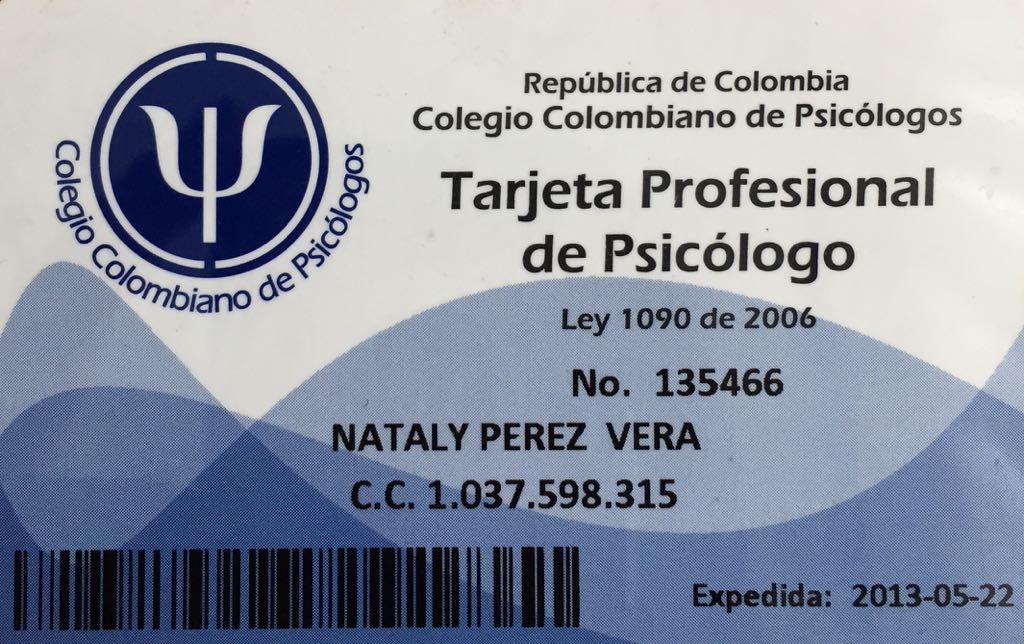 Colegio Colombiano de Psicólogos
República de Colombia
Colegio Colombiano de Psicólogos
Tarjeta Profesional
de Psicólogo
Ley 1090 de 2006
No. 135466
NATALY PEREZ VERA
C.C. 1.037.598.315
Expedida: 2013-05-22